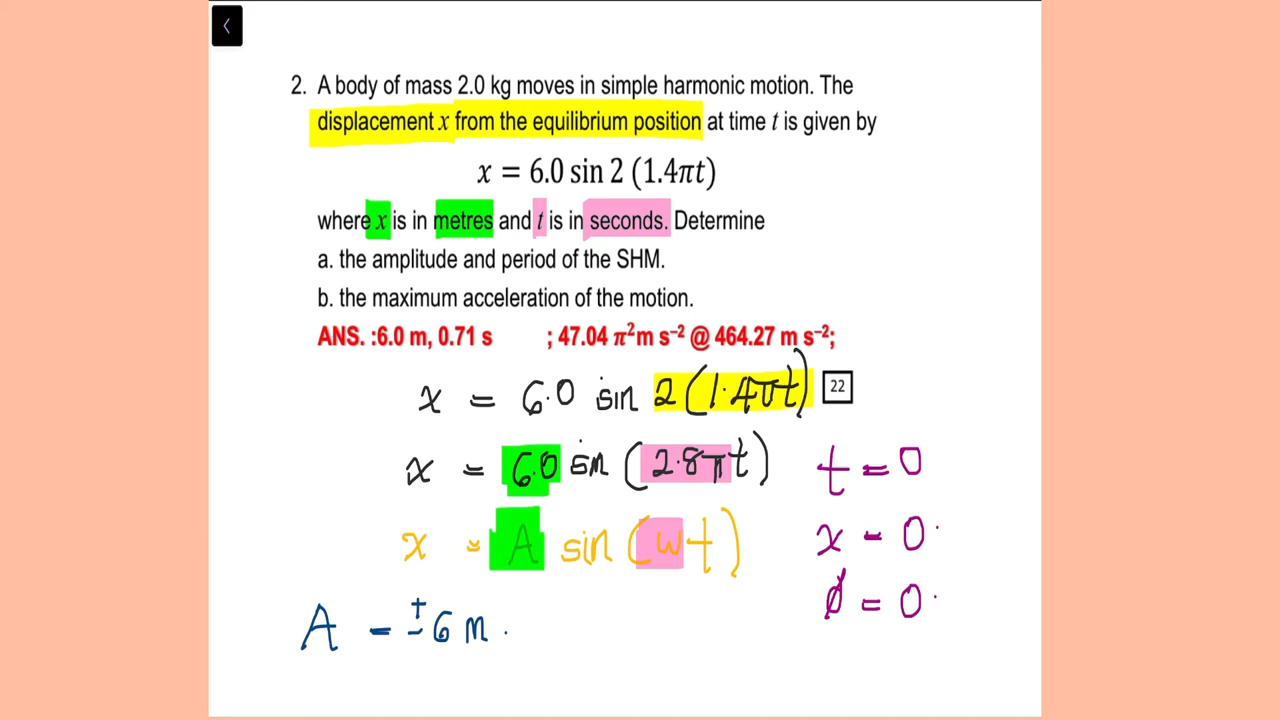 2. A body of mass 2.0 kg moves in simple harmonic motion. The
displacement x from the equilibrium position at time t is given by
x = 6.0 sin 2 (1.4πt)
where x is in metres and t is in seconds. Determine
a. the amplitude and period of the SHM.
b. the maximum acceleration of the motion.
ANS. :6.0 m, 0.71 s ; 47.04 π²m s⁻² @ 464.27 m s⁻²;
x = 6.0 sin 2(1.4πt)
22
x = 6.0 sin (2.8πt)
t = 0
x = A sin (ωt)
x = 0
ϕ = 0
A = ±6 m